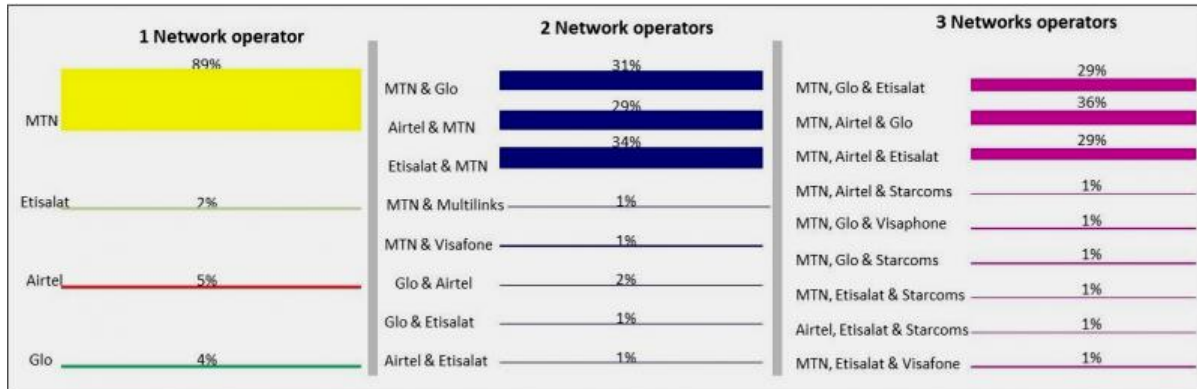 1 Network operator
89%
MTN
Etisalat 2%
Airtel 5%
Glo 4%
2 Network operators
31%
MTN & Glo
29%
Airtel & MTN
34%
Etisalat & MTN
MTN & Multilinks 1%
MTN & Visafone 1%
Glo & Airtel 2%
Glo & Etisalat 1%
Airtel & Etisalat 1%
3 Networks operators
29%
MTN, Glo & Etisalat
36%
MTN, Airtel & Glo
29%
MTN, Airtel & Etisalat
MTN, Airtel & Starcoms 1%
MTN, Glo & Visaphone 1%
MTN, Glo & Starcoms 1%
MTN, Etisalat & Starcoms 1%
Airtel, Etisalat & Starcoms 1%
MTN, Etisalat & Visafone 1%